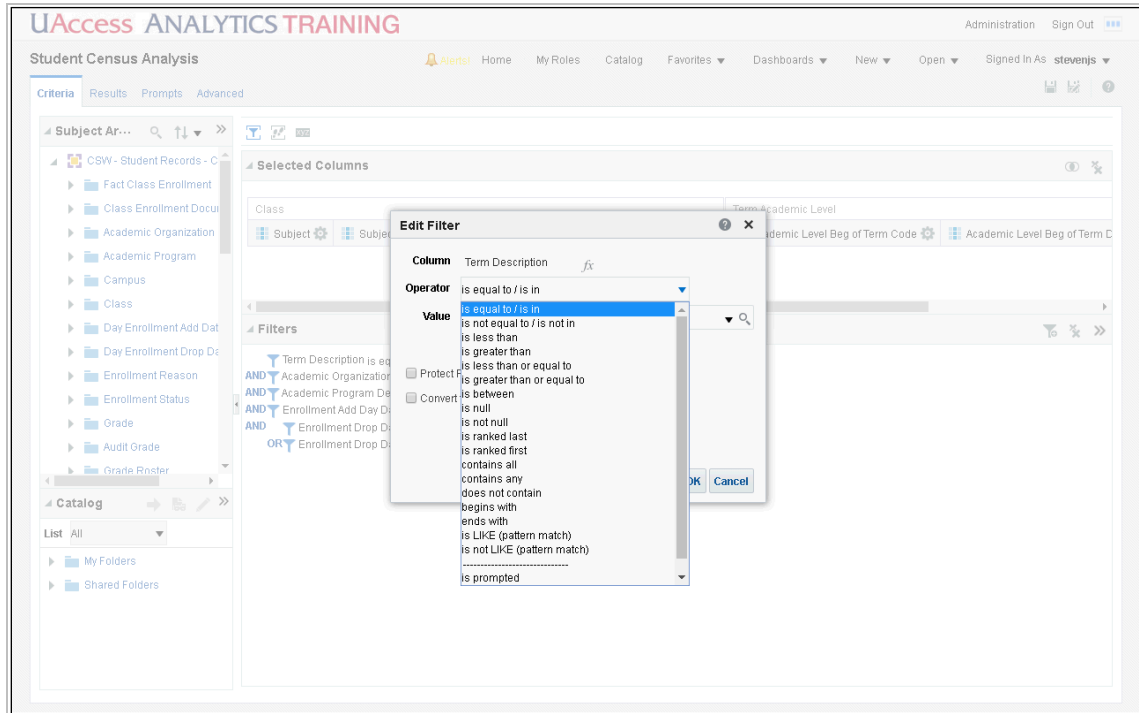 UACCESS ANALYTICS TRAINING
Administration Sign Out
Student Census Analysis
Alerts! Home My Roles Catalog Favorites Dashboards New Open Signed In As stevenjs
Criteria Results Prompts Advanced
Subject Ar...
CSW - Student Records - C
Fact Class Enrollment
Class Enrollment Docu
Academic Organization
Academic Program
Campus
Class
Day Enrollment Add Dat
Day Enrollment Drop Da
Enrollment Reason
Enrollment Status
Grade
Audit Grade
Grade Roster
Catalog
List All
My Folders
Shared Folders
Selected Columns
Class
Term Academic Level
Subject
Subje
ademic Level Beg of Term Code
Academic Level Beg of Term C
Filters
Term Description is eq
AND Academic Organization
AND Academic Program De
AND Enrollment Add Day D
AND Enrollment Drop D
OR Enrollment Drop D
Edit Filter
Column Term Description fx
Operator is equal to / is in
Value
Protect F
Convert
is equal to / is in
is not equal to / is not in
is less than
is greater than
is less than or equal to
is greater than or equal to
is between
is null
is not null
is ranked last
is ranked first
contains all
contains any
does not contain
begins with
ends with
is LIKE (pattern match)
is not LIKE (pattern match)
------------------------------
is prompted
OK Cancel